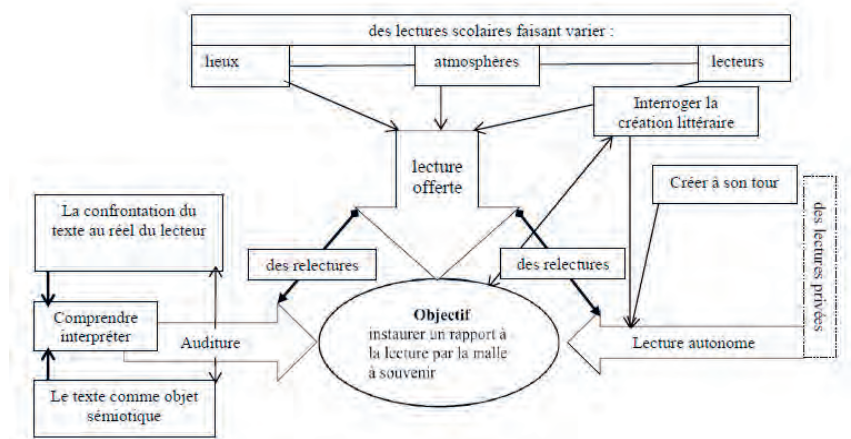 des lectures scolaires faisant varier :
lieux
atmosphères
lecteurs
Interroger la
création littéraire
lecture
offerte
Créer à son tour
des lectures privées
La confrontation du
texte au réel du lecteur
des relectures
des relectures
Comprendre
interpréter
Auditure
Objectif
instaurer un rapport à
la lecture par la malle
à souvenir
Lecture autonome
Le texte comme objet
sémiotique